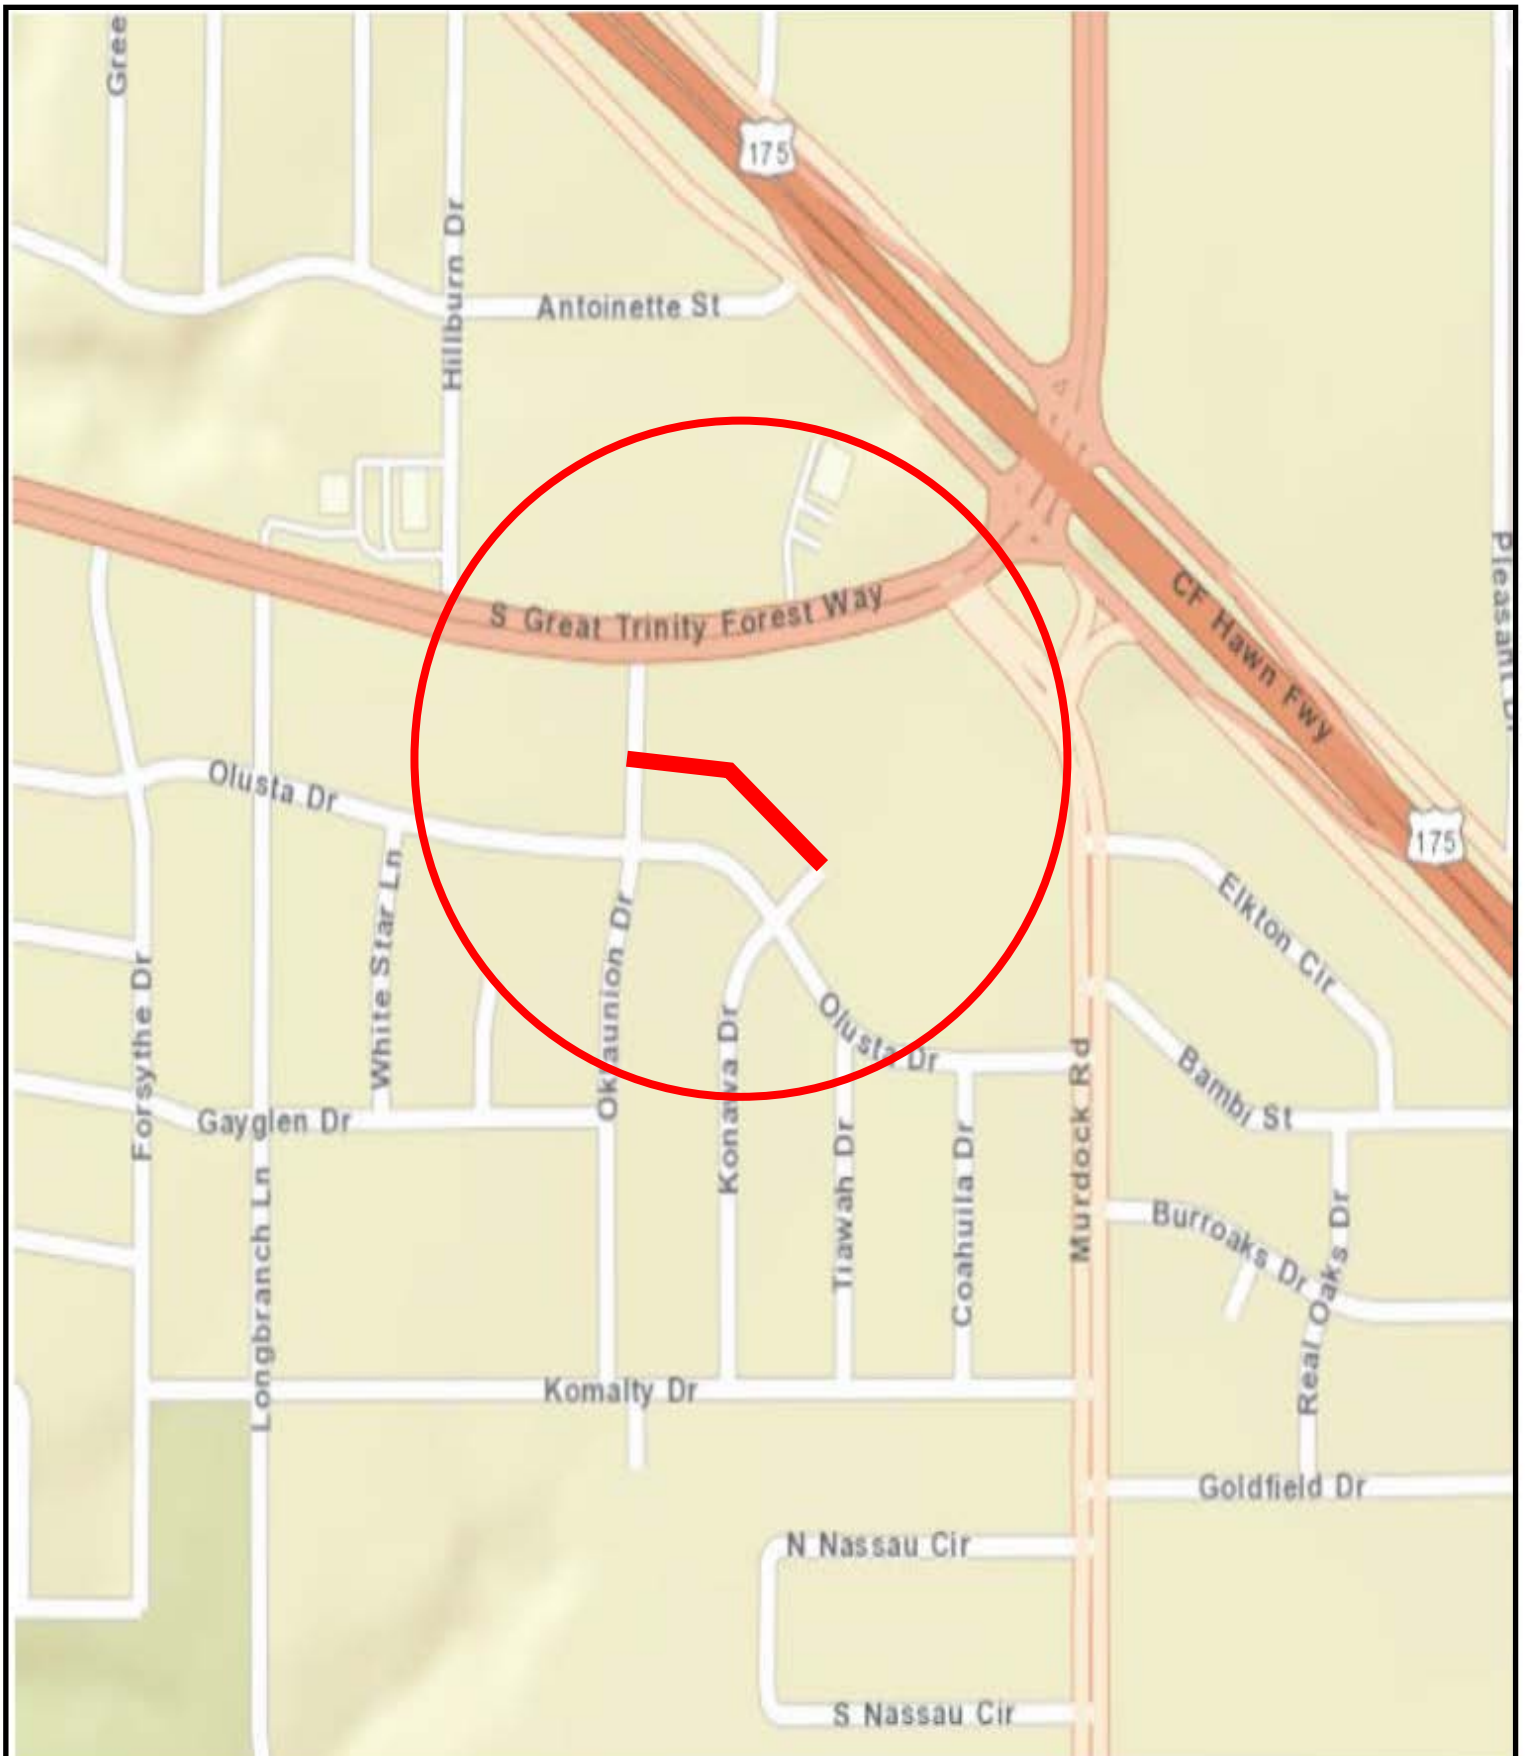 Gree
175
Hillburn Dr
Antoinette St
S Great Trinity Forest Way
CF Hawn Fwy
Pleasant Dr
Olusta Dr
175
White Star Ln
Elkton Cir
Okraunion Dr
Forsythe Dr
Konawa Dr
Olusta Dr
Murdock Rd
Bambi St
Gayglen Dr
Tiawah Dr
Coahuila Dr
Longbranch Ln
Burroaks Dr
Real Oaks Dr
Komalty Dr
Goldfield Dr
N Nassau Cir
S Nassau Cir